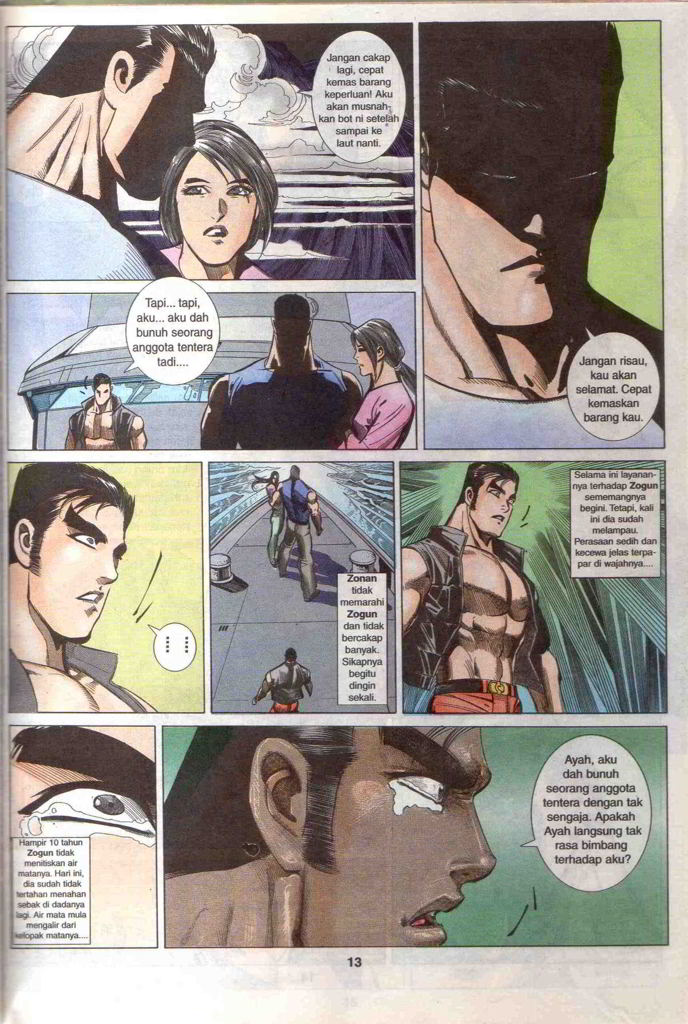 Jangan cakap
lagi, cepat
kemas barang
keperluan! Aku
akan musnah-
kan bot ni setelah
sampai ke
laut nanti.
Jangan risau,
kau akan
selamat. Cepat
kemaskan
barang kau.
Tapi... tapi,
aku... aku dah
bunuh seorang
anggota tentera
tadi....
Zonan
tidak
memarahi
Zogun
dan tidak
bercakap
banyak.
Sikapnya
begitu
dingin
sekali.
Selama ini layanan-
nya terhadap Zogun
sememangnya
begini. Tetapi, kali
ini dia sudah
melampau.
Perasaan sedih dan
kecewa jelas terpa-
par di wajahnya....
Hampir 10 tahun
Zogun tidak
menitiskan air
matanya. Hari ini,
dia sudah tidak
tertahan menahan
sebak di dadanya
lagi. Air mata mula
mengalir dari
kelopak matanya....
Ayah, aku
dah bunuh
seorang anggota
tentera dengan tak
sengaja. Apakah
Ayah langsung tak
rasa bimbang
terhadap aku?
13